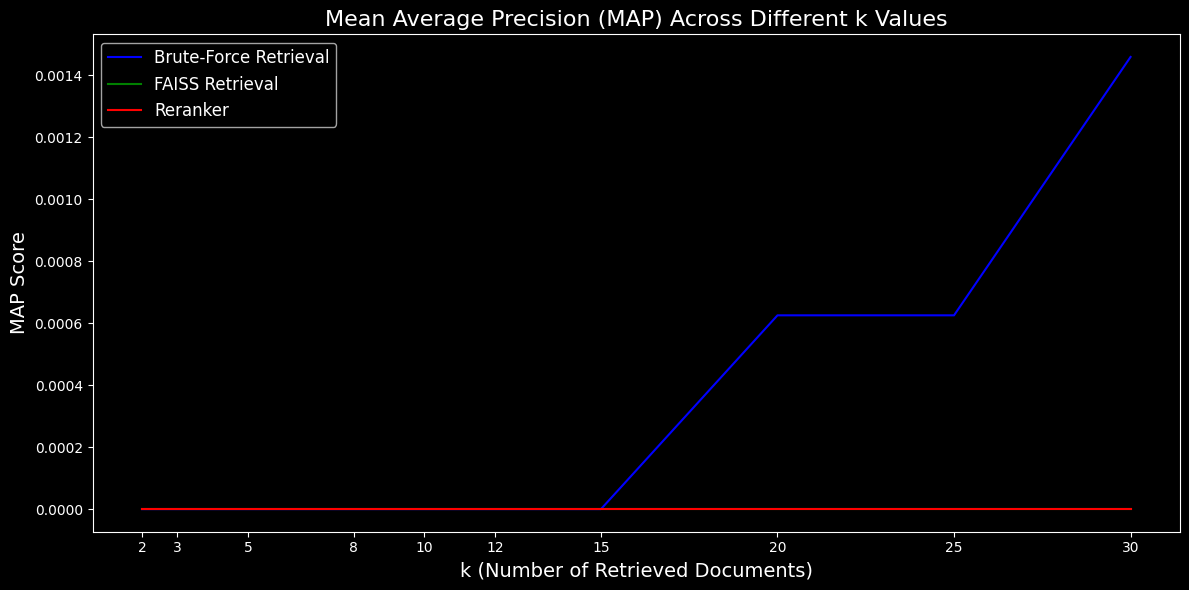 Mean Average Precision (MAP) Across Different k Values
Brute-Force Retrieval
FAISS Retrieval
Reranker
MAP Score
0.0014
0.0012
0.0010
0.0008
0.0006
0.0004
0.0002
0.0000
2 3 5 8 10 12 15 20 25 30
k (Number of Retrieved Documents)